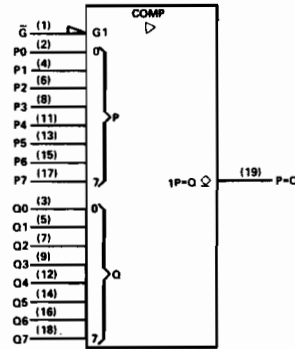 COMP
G̅ (1) G1
P0 (2) 0
P1 (4)
P2 (6)
P3 (8)
P4 (11) P
P5 (13)
P6 (15)
P7 (17) 7 1P=Q (19) P=Q
Q0 (3) 0
Q1 (5)
Q2 (7)
Q3 (9)
Q4 (12) Q
Q5 (14)
Q6 (16)
Q7 (18) 7